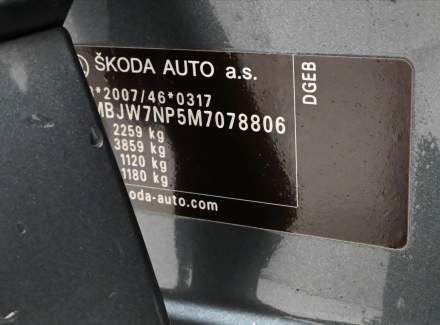 ŠKODA AUTO a.s.
*2007/46*0317
MBJW7NP5M7078806
2259 kg
3859 kg
1120 kg
1180 kg
oda-auto.com
DGEB